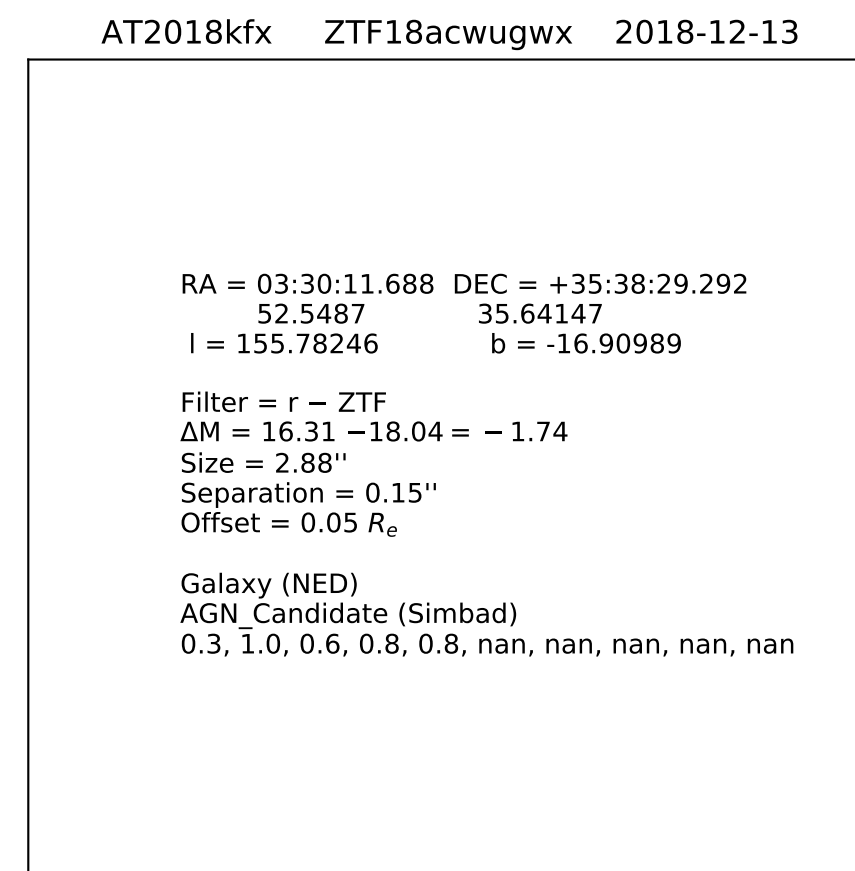 AT2018kfx ZTF18acwugwx 2018-12-13
RA = 03:30:11.688 DEC = +35:38:29.292
52.5487 35.64147
l = 155.78246 b = -16.90989
Filter = r − ZTF
ΔM = 16.31 −18.04 = − 1.74
Size = 2.88''
Separation = 0.15''
Offset = 0.05 Re
Galaxy (NED)
AGN_Candidate (Simbad)
0.3, 1.0, 0.6, 0.8, 0.8, nan, nan, nan, nan, nan